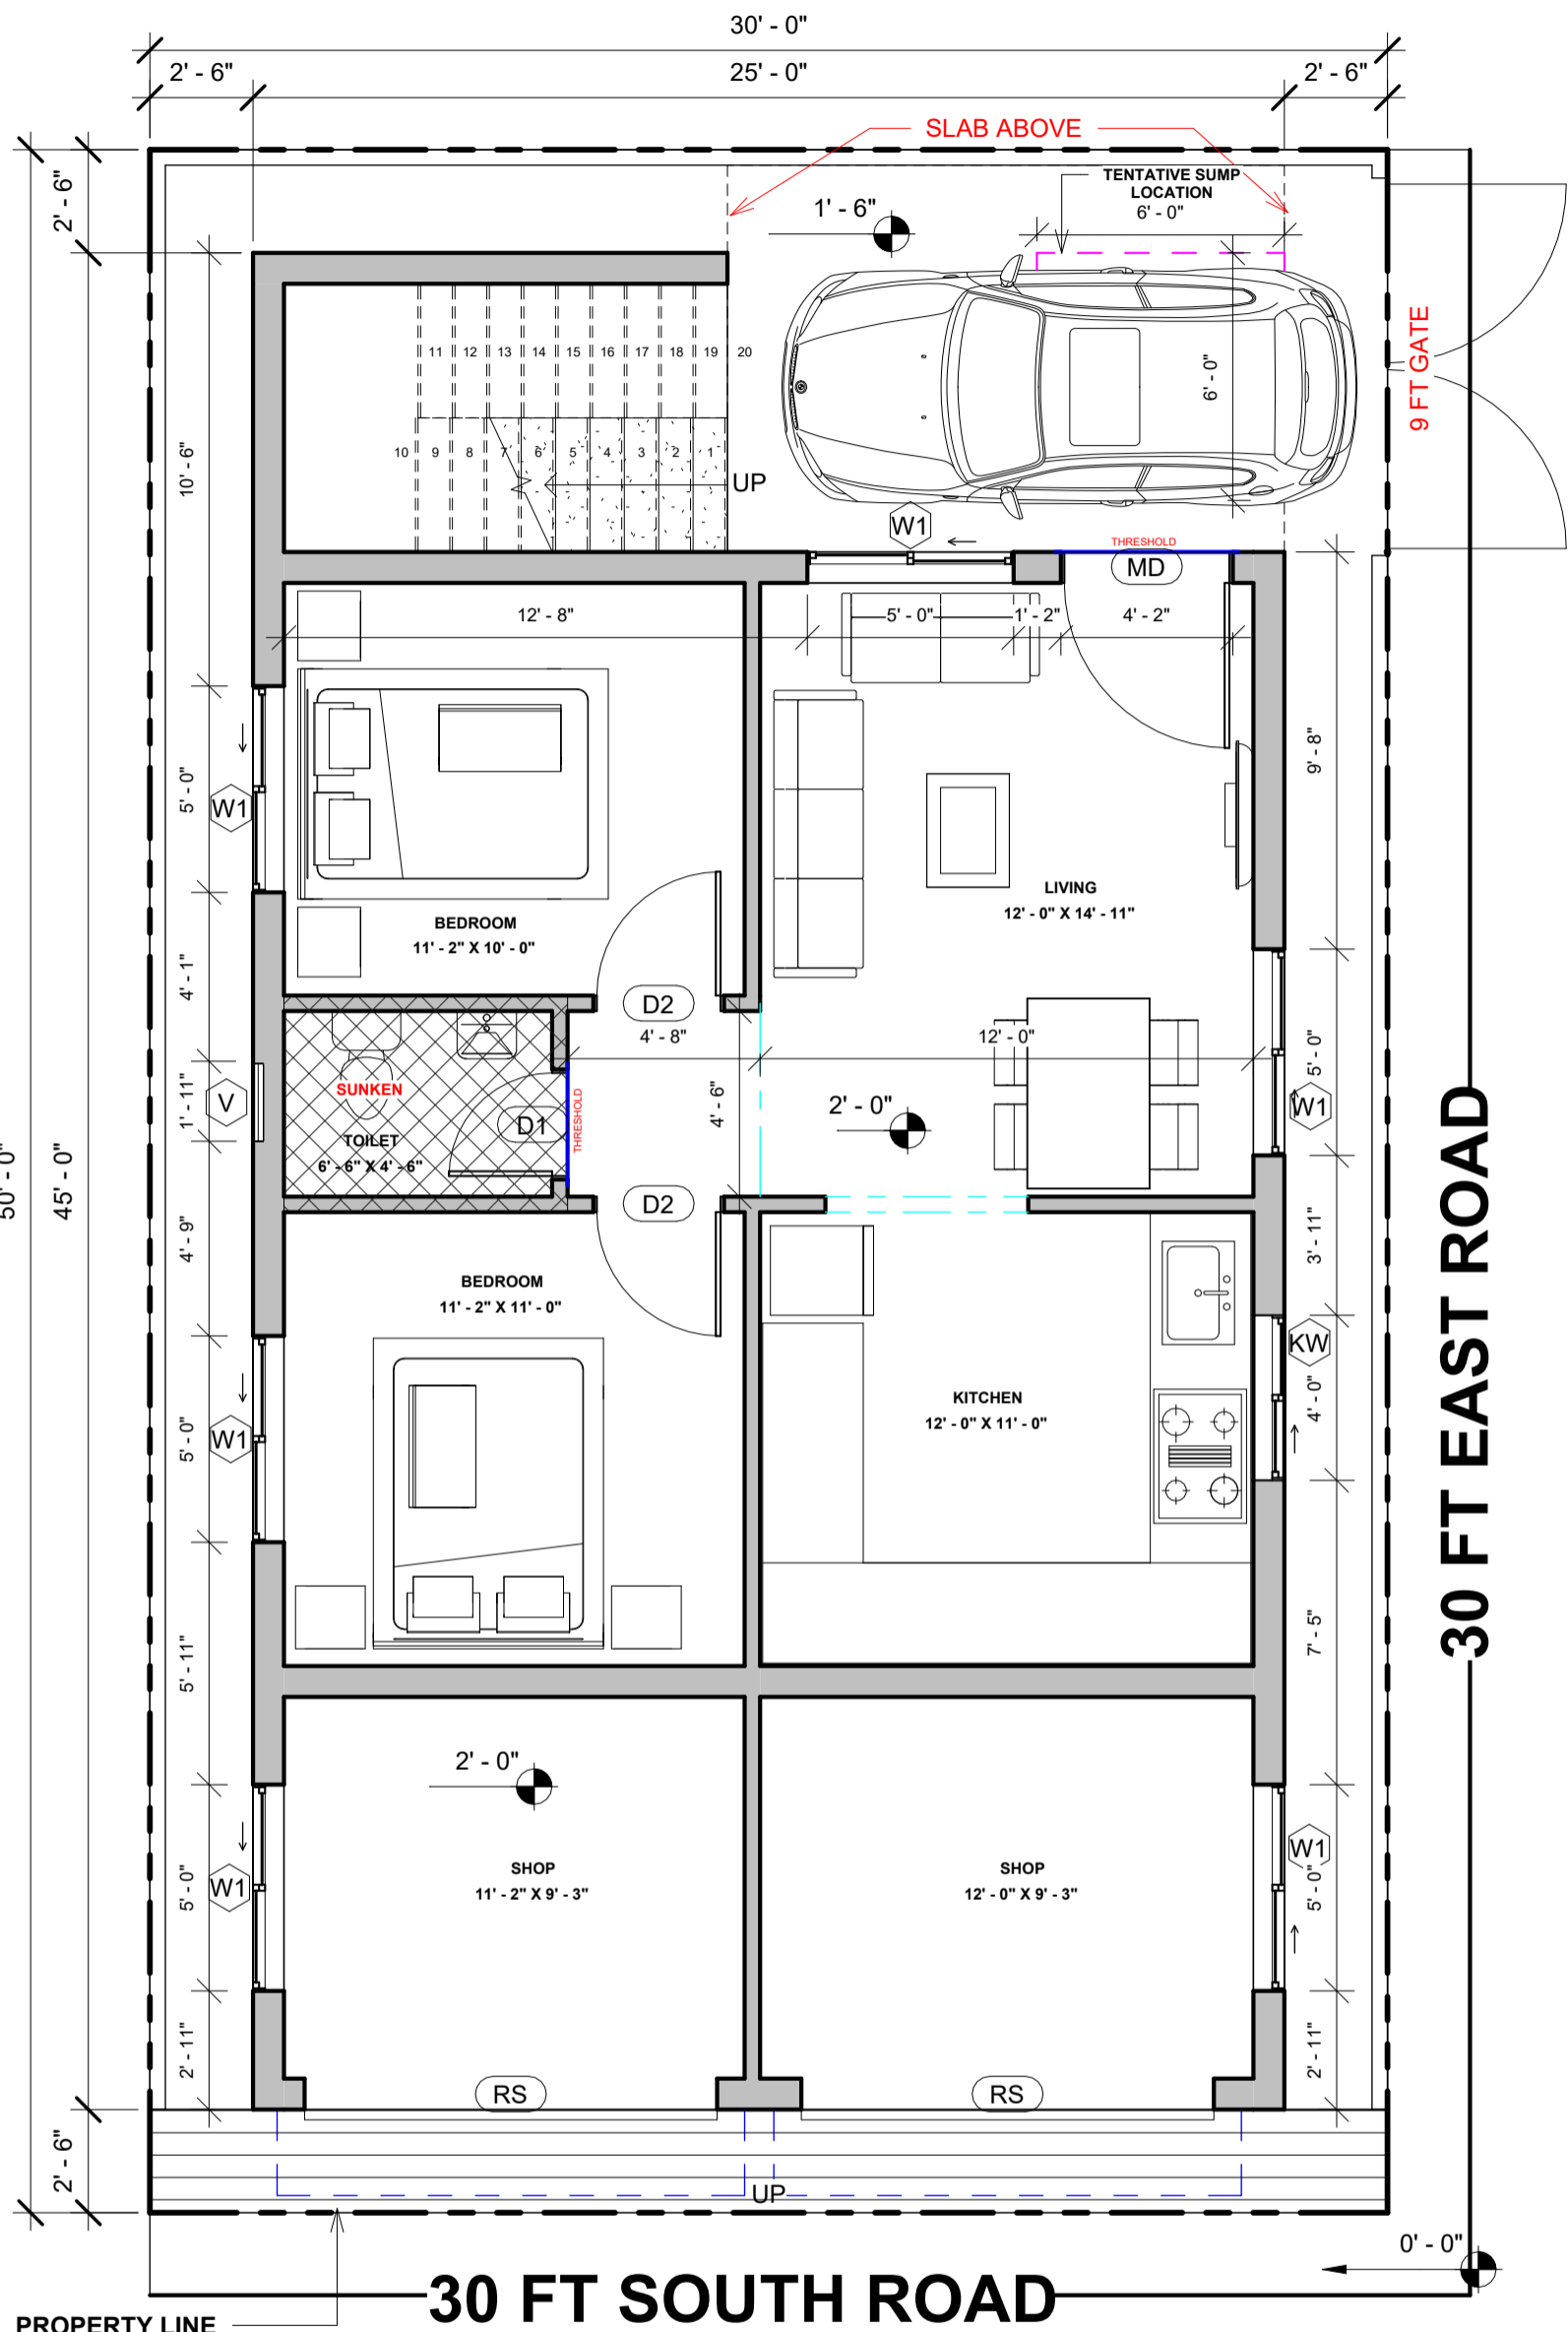 30' - 0"
2' - 6"
25' - 0"
2' - 6"
SLAB ABOVE
TENTATIVE SUMP
LOCATION
6' - 0"
2' - 6"
1' - 6"
9 FT GATE
6' - 0"
11 12 13 14 15 16 17 18 19 20
10 9 8 7 6 5 4 3 2 1
UP
10' - 6"
W1
THRESHOLD
MD
12' - 8"
5' - 0"
1' - 2"
4' - 2"
9' - 8"
5' - 0"
W1
LIVING
12' - 0" X 14' - 11"
BEDROOM
11' - 2" X 10' - 0"
4' - 1"
D2
4' - 8"
12' - 0"
5' - 0"
W1
SUNKEN
V
1' - 11"
D1
THRESHOLD
4' - 6"
2' - 0"
TOILET
6' - 6" X 4' - 6"
50' - 0"
45' - 0"
D2
4' - 9"
3' - 11"
30 FT EAST ROAD
BEDROOM
11' - 2" X 11' - 0"
KW
4' - 0"
KITCHEN
12' - 0" X 11' - 0"
5' - 0"
W1
5' - 11"
7' - 5"
2' - 0"
SHOP
11' - 2" X 9' - 3"
SHOP
12' - 0" X 9' - 3"
5' - 0"
W1
W1
5' - 0"
2' - 11"
2' - 11"
RS
RS
2' - 6"
UP
0' - 0"
30 FT SOUTH ROAD
PROPERTY LINE